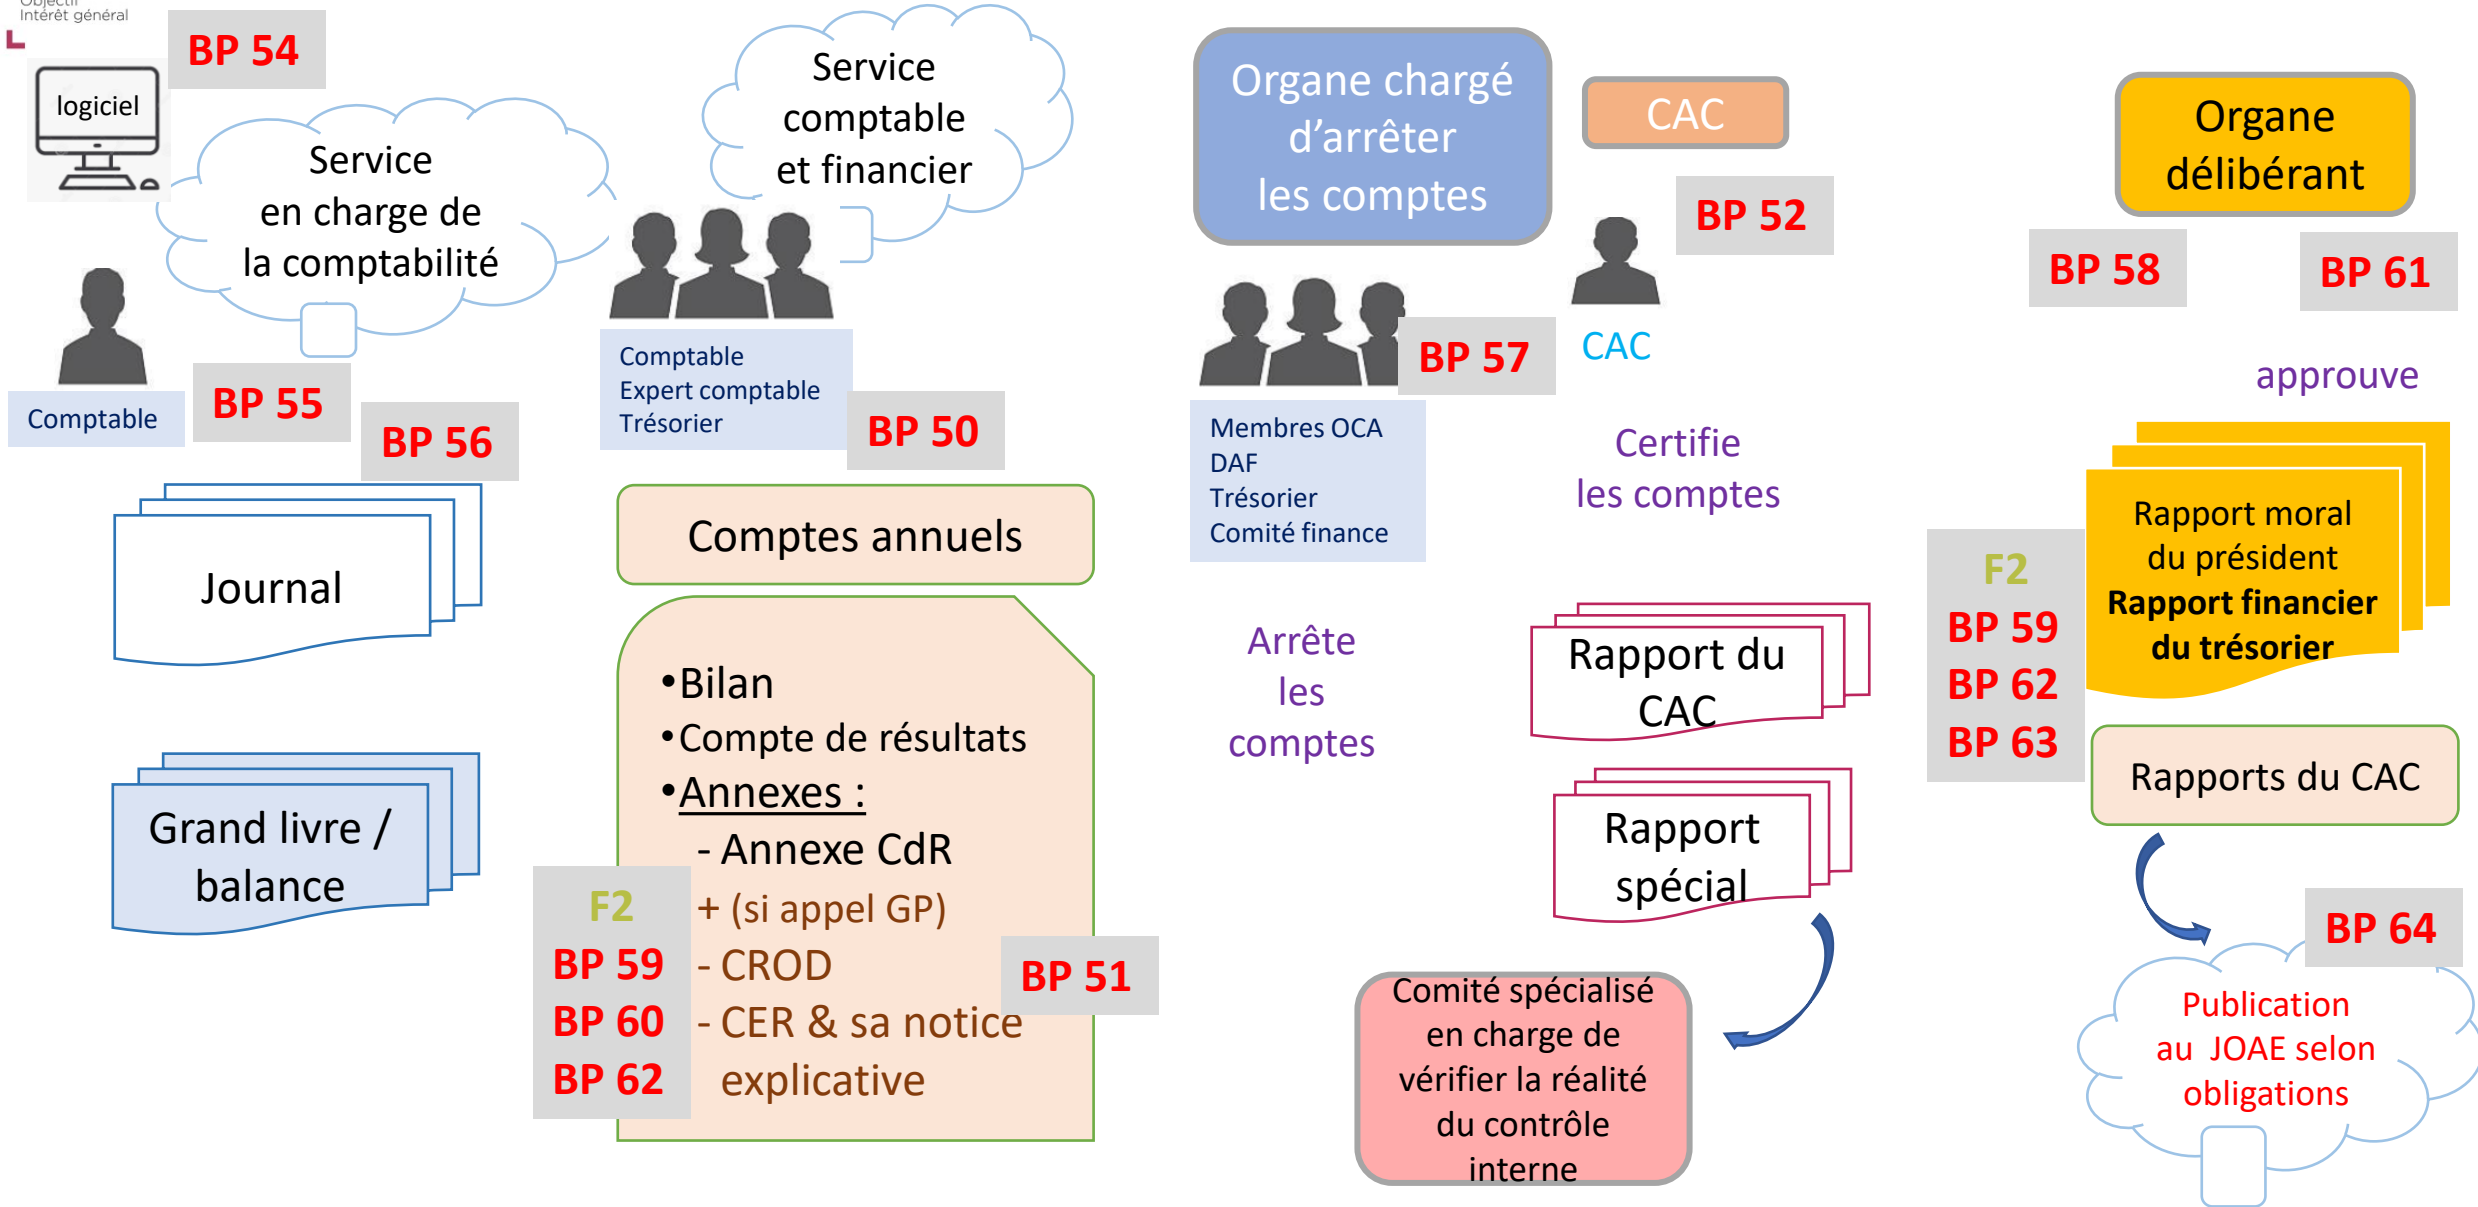 Objectif
Intérêt général
BP 54
logiciel
Service
en charge de
la comptabilité
Comptable
BP 55
BP 56
Journal
Grand livre /
balance
Service
comptable
et financier
Comptable
Expert comptable
Trésorier
BP 50
Comptes annuels
•Bilan
•Compte de résultats
•Annexes :
- Annexe CdR
+ (si appel GP)
- CROD
- CER & sa notice
explicative
F2
BP 59
BP 60
BP 62
BP 51
Organe chargé
d’arrêter
les comptes
BP 57
Membres OCA
DAF
Trésorier
Comité finance
Arrête
les
comptes
CAC
BP 52
CAC
Certifie
les comptes
Rapport du
CAC
Rapport
spécial
Comité spécialisé
en charge de
vérifier la réalité
du contrôle
interne
Organe
délibérant
BP 58
BP 61
approuve
Rapport moral
du président
Rapport financier
du trésorier
F2
BP 59
BP 62
BP 63
Rapports du CAC
BP 64
Publication
au JOAE selon
obligations